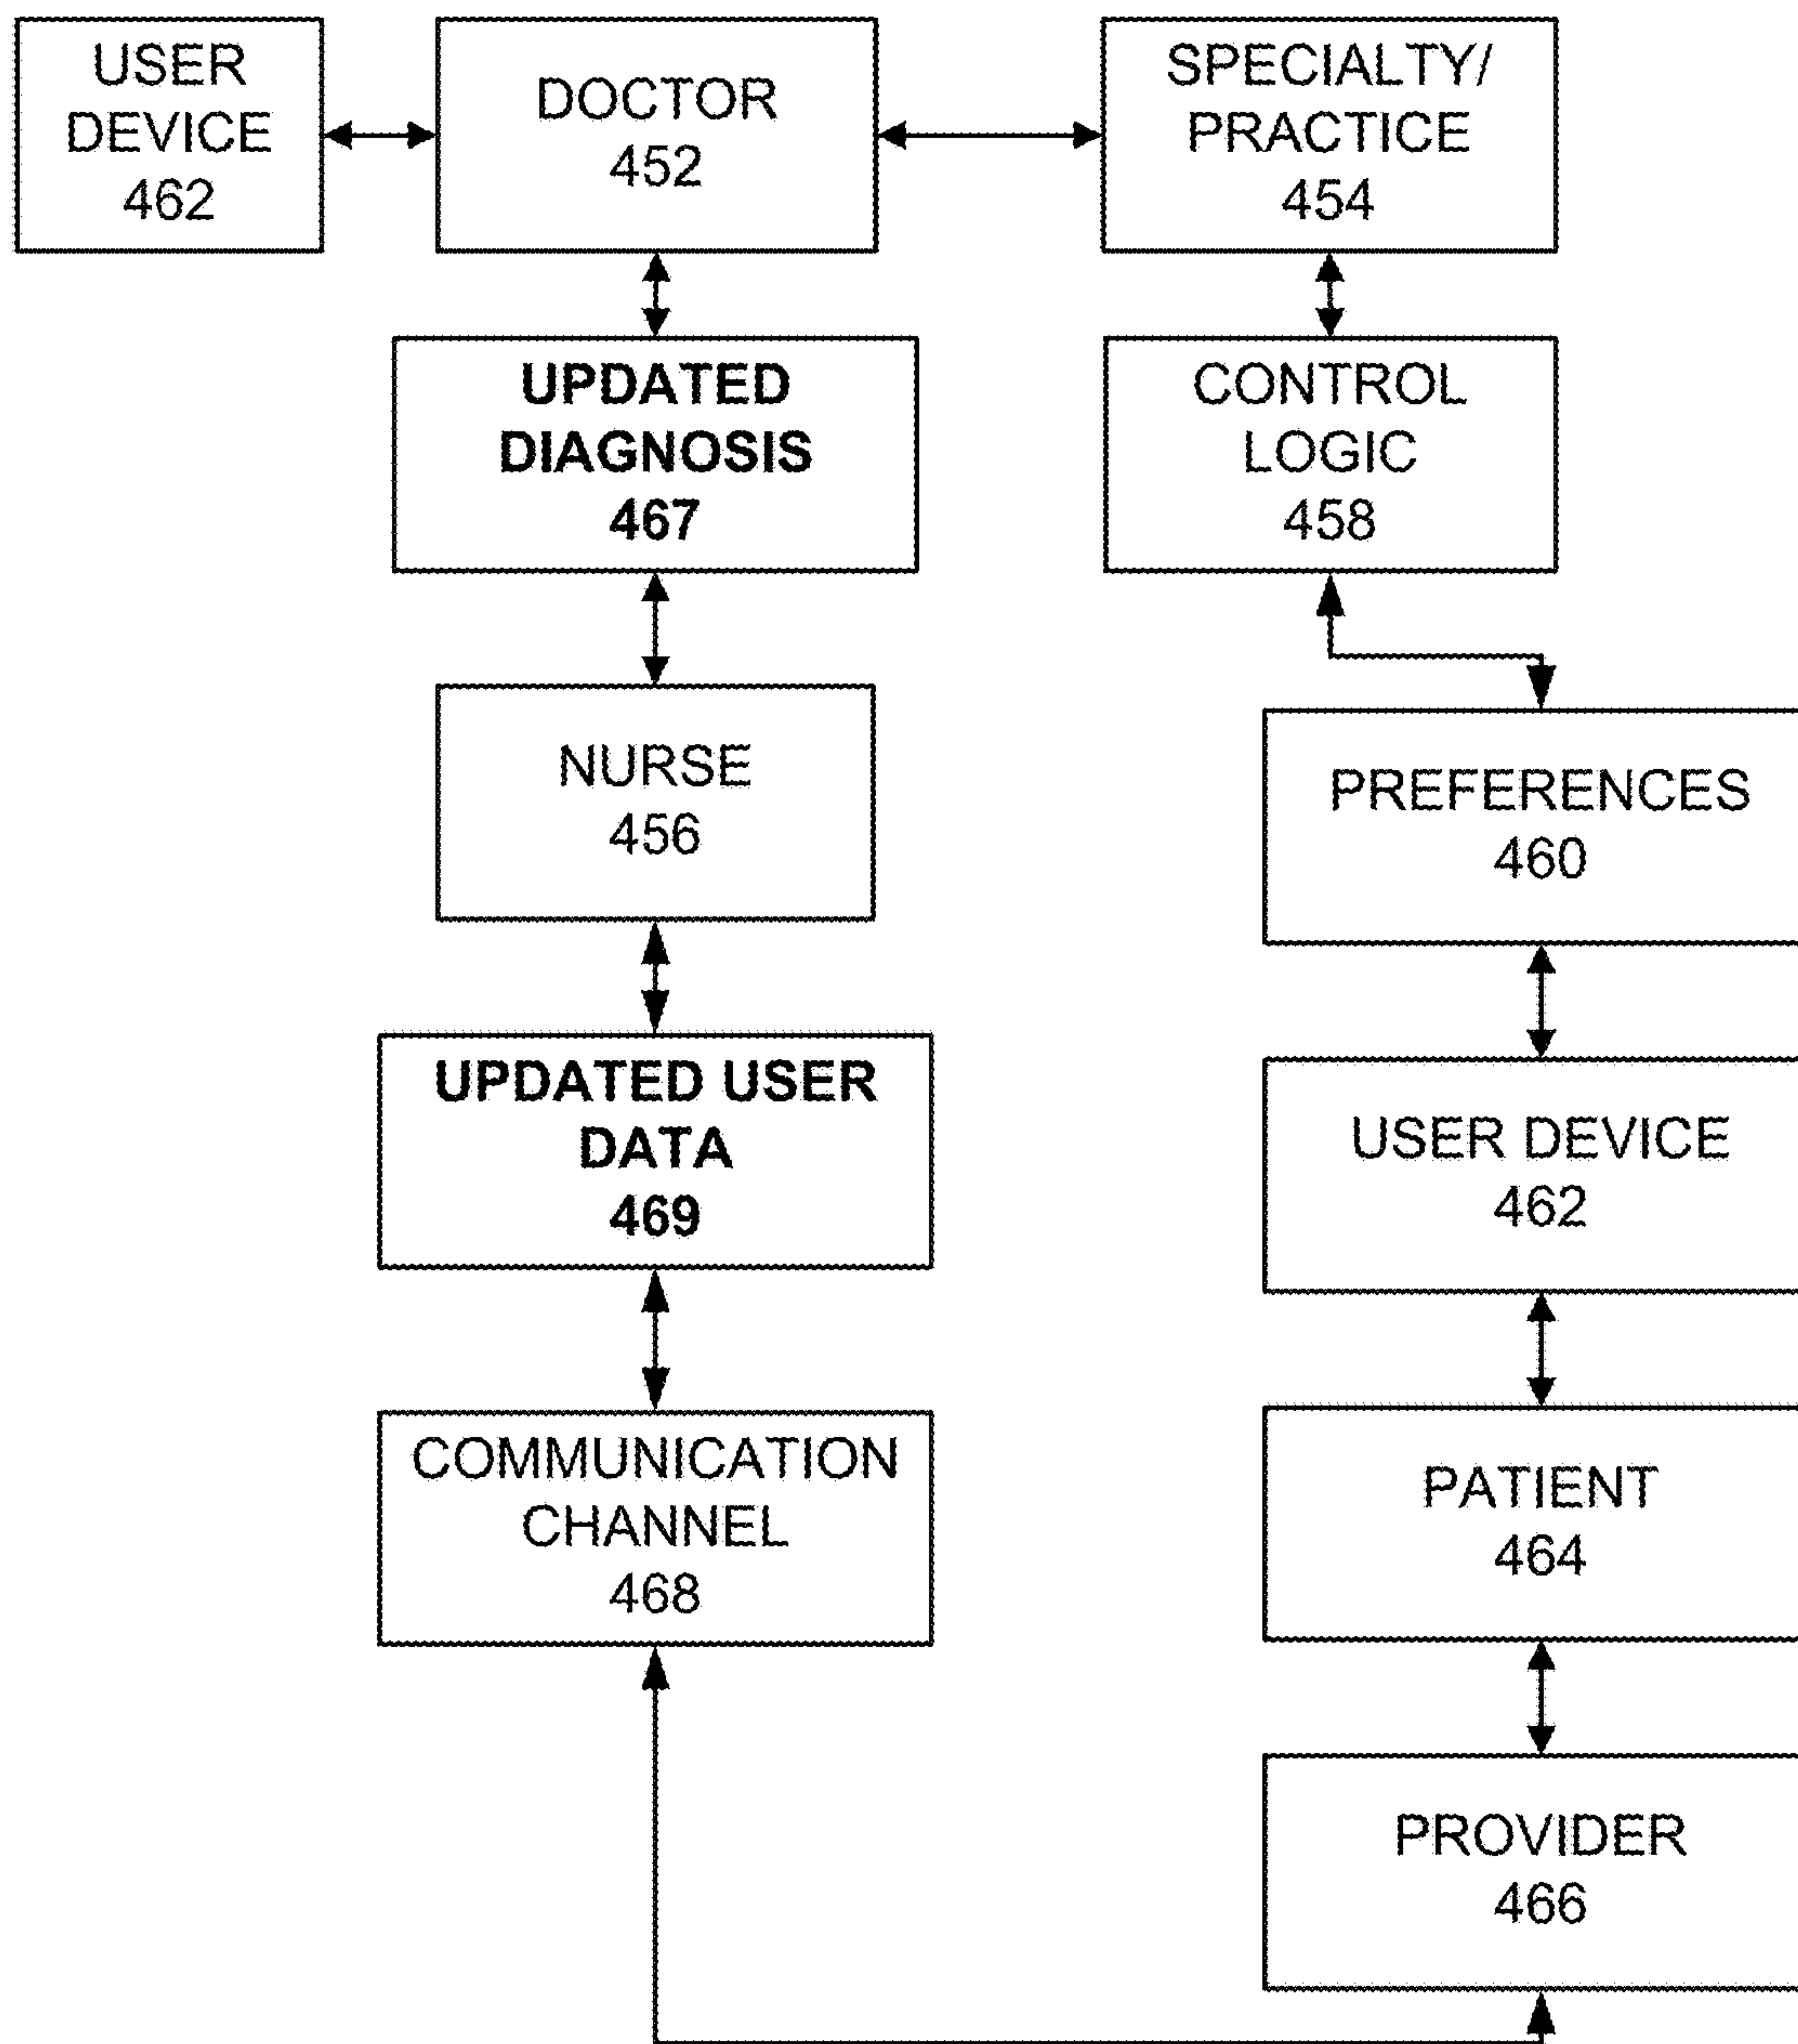 USER
DEVICE
462
DOCTOR
452
SPECIALTY/
PRACTICE
454
UPDATED
DIAGNOSIS
467
CONTROL
LOGIC
458
NURSE
456
PREFERENCES
460
UPDATED USER
DATA
469
USER DEVICE
462
COMMUNICATION
CHANNEL
468
PATIENT
464
PROVIDER
466